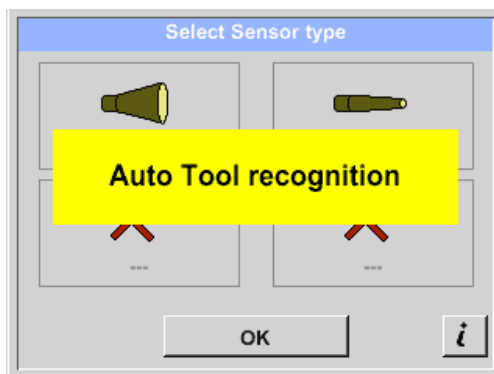 Select Sensor type
Auto Tool recognition
---
---
OK
i